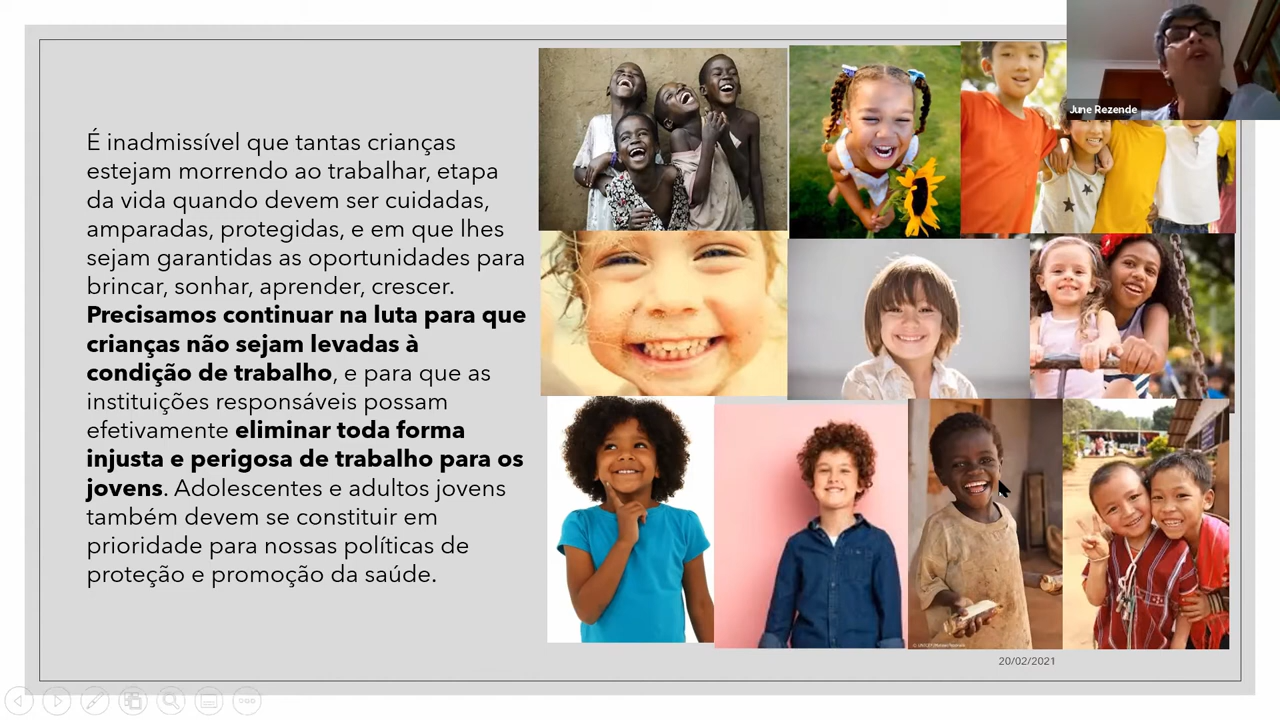 É inadmissível que tantas crianças
estejam morrendo ao trabalhar, etapa
da vida quando devem ser cuidadas,
amparadas, protegidas, e em que lhes
sejam garantidas as oportunidades para
brincar, sonhar, aprender, crescer.
Precisamos continuar na luta para que
crianças não sejam levadas à
condição de trabalho, e para que as
instituições responsáveis possam
efetivamente eliminar toda forma
injusta e perigosa de trabalho para os
jovens. Adolescentes e adultos jovens
também devem se constituir em
prioridade para nossas políticas de
proteção e promoção da saúde.
June Rezende
20/02/2021